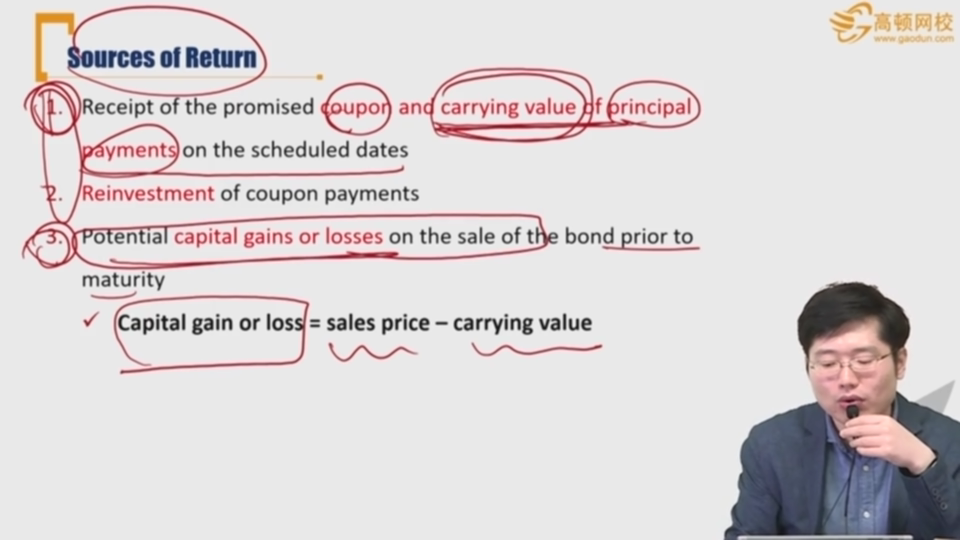 高顿网校
www.gaodun.com
Sources of Return
1. Receipt of the promised coupon and carrying value of principal
payments on the scheduled dates
2. Reinvestment of coupon payments
3. Potential capital gains or losses on the sale of the bond prior to
maturity
✓ Capital gain or loss = sales price – carrying value